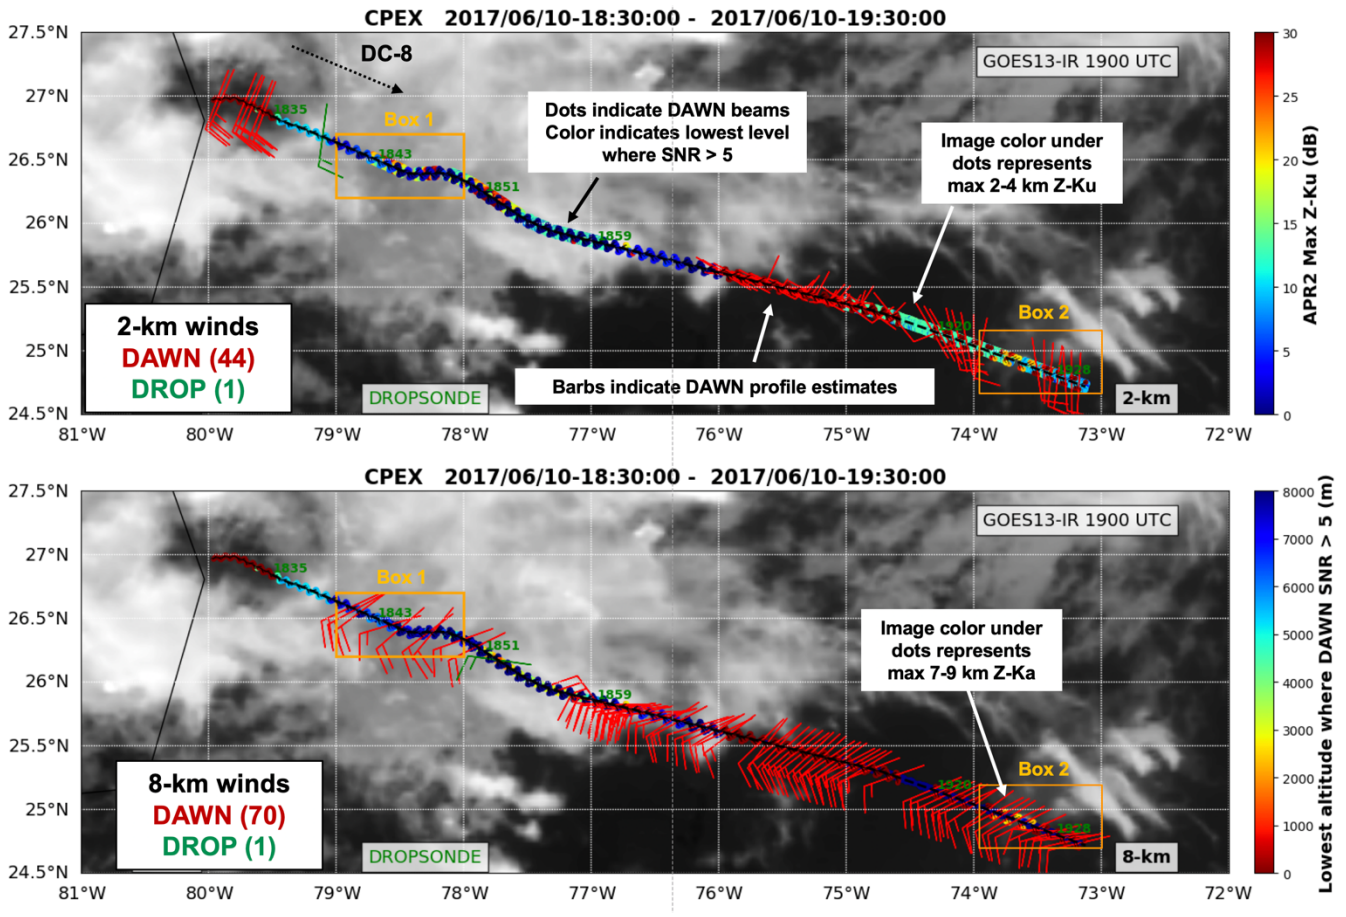 CPEX 2017/06/10-18:30:00 - 2017/06/10-19:30:00
27.5°N
27°N
26.5°N
26°N
25.5°N
25°N
24.5°N
DC-8
GOES13-IR 1900 UTC
1835
Box 1
1843
1851
1859
1920
1928
Dots indicate DAWN beams
Color indicates lowest level
where SNR > 5
Image color under
dots represents
max 2-4 km Z-Ku
Box 2
2-km winds
DAWN (44)
DROP (1)
Barbs indicate DAWN profile estimates
DROPSONDE
2-km
81°W 80°W 79°W 78°W 77°W 76°W 75°W 74°W 73°W 72°W
30
25
20
15
10
5
0
APR2 Max Z-Ku (dB)
CPEX 2017/06/10-18:30:00 - 2017/06/10-19:30:00
27.5°N
27°N
26.5°N
26°N
25.5°N
25°N
24.5°N
GOES13-IR 1900 UTC
1835
Box 1
1843
1851
1859
1920
1928
Image color under
dots represents
max 7-9 km Z-Ka
Box 2
8-km winds
DAWN (70)
DROP (1)
DROPSONDE
8-km
81°W 80°W 79°W 78°W 77°W 76°W 75°W 74°W 73°W 72°W
8000
7000
6000
5000
4000
3000
2000
1000
0
Lowest altitude where DAWN SNR > 5 (m)